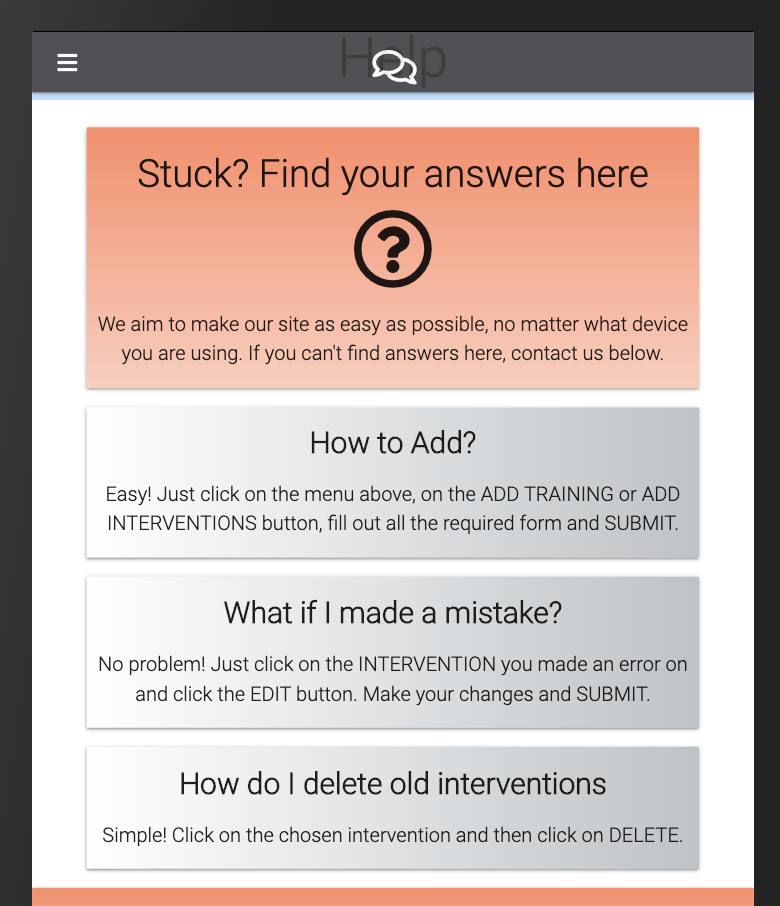 Help
Stuck? Find your answers here
We aim to make our site as easy as possible, no matter what device
you are using. If you can't find answers here, contact us below.
How to Add?
Easy! Just click on the menu above, on the ADD TRAINING or ADD
INTERVENTIONS button, fill out all the required form and SUBMIT.
What if I made a mistake?
No problem! Just click on the INTERVENTION you made an error on
and click the EDIT button. Make your changes and SUBMIT.
How do I delete old interventions
Simple! Click on the chosen intervention and then click on DELETE.